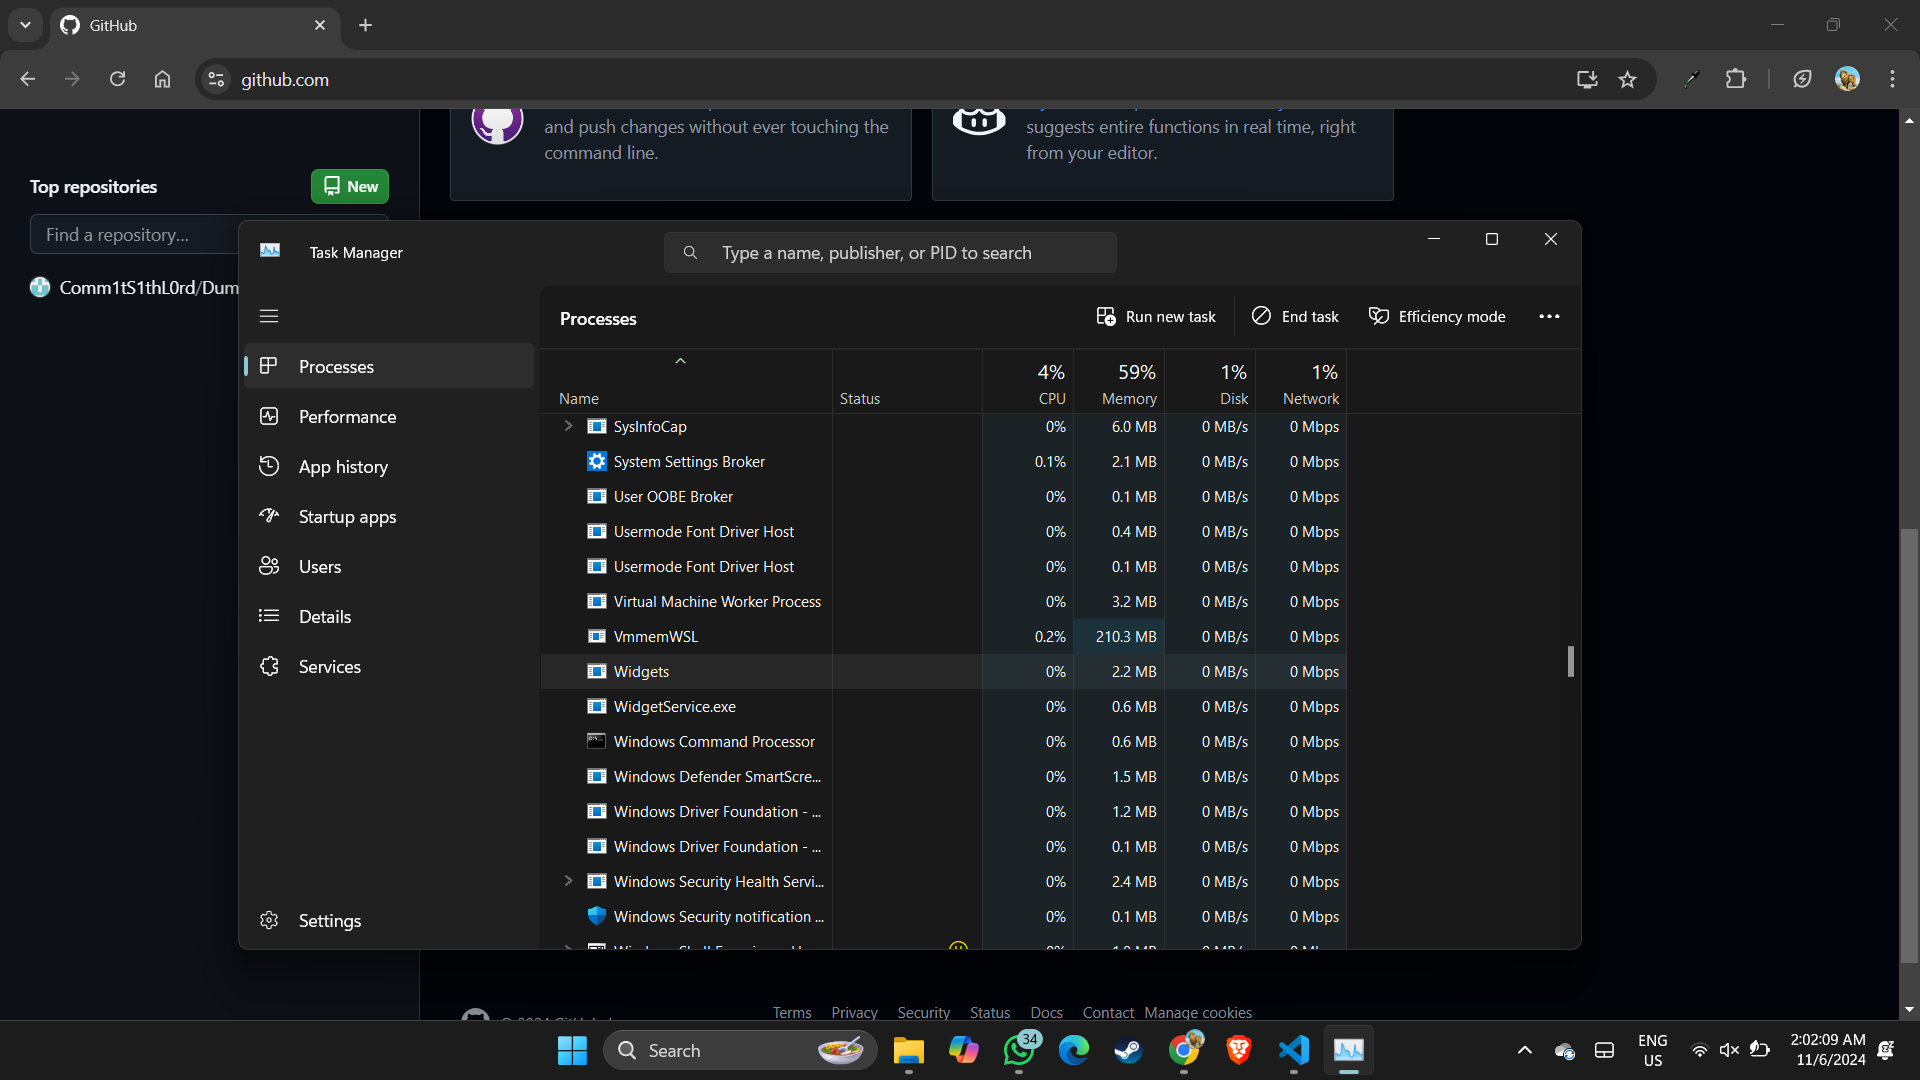 GitHub
github.com
and push changes without ever touching the
command line.
suggests entire functions in real time, right
from your editor.
Top repositories
New
Find a repository...
Comm1tS1thL0rd/Dum
Task Manager
Type a name, publisher, or PID to search
Processes
Performance
App history
Startup apps
Users
Details
Services
Settings
Processes
Run new task
End task
Efficiency mode
4% 59% 1% 1%
Name Status CPU Memory Disk Network
SysInfoCap 0% 6.0 MB 0 MB/s 0 Mbps
System Settings Broker 0.1% 2.1 MB 0 MB/s 0 Mbps
User OOBE Broker 0% 0.1 MB 0 MB/s 0 Mbps
Usermode Font Driver Host 0% 0.4 MB 0 MB/s 0 Mbps
Usermode Font Driver Host 0% 0.1 MB 0 MB/s 0 Mbps
Virtual Machine Worker Process 0% 3.2 MB 0 MB/s 0 Mbps
VmmemWSL 0.2% 210.3 MB 0 MB/s 0 Mbps
Widgets 0% 2.2 MB 0 MB/s 0 Mbps
WidgetService.exe 0% 0.6 MB 0 MB/s 0 Mbps
Windows Command Processor 0% 0.6 MB 0 MB/s 0 Mbps
Windows Defender SmartScre... 0% 1.5 MB 0 MB/s 0 Mbps
Windows Driver Foundation - ... 0% 1.2 MB 0 MB/s 0 Mbps
Windows Driver Foundation - ... 0% 0.1 MB 0 MB/s 0 Mbps
Windows Security Health Servi... 0% 2.4 MB 0 MB/s 0 Mbps
Windows Security notification ... 0% 0.1 MB 0 MB/s 0 Mbps
Terms Privacy Security Status Docs Contact Manage cookies
Search
34
ENG
US
2:02:09 AM
11/6/2024